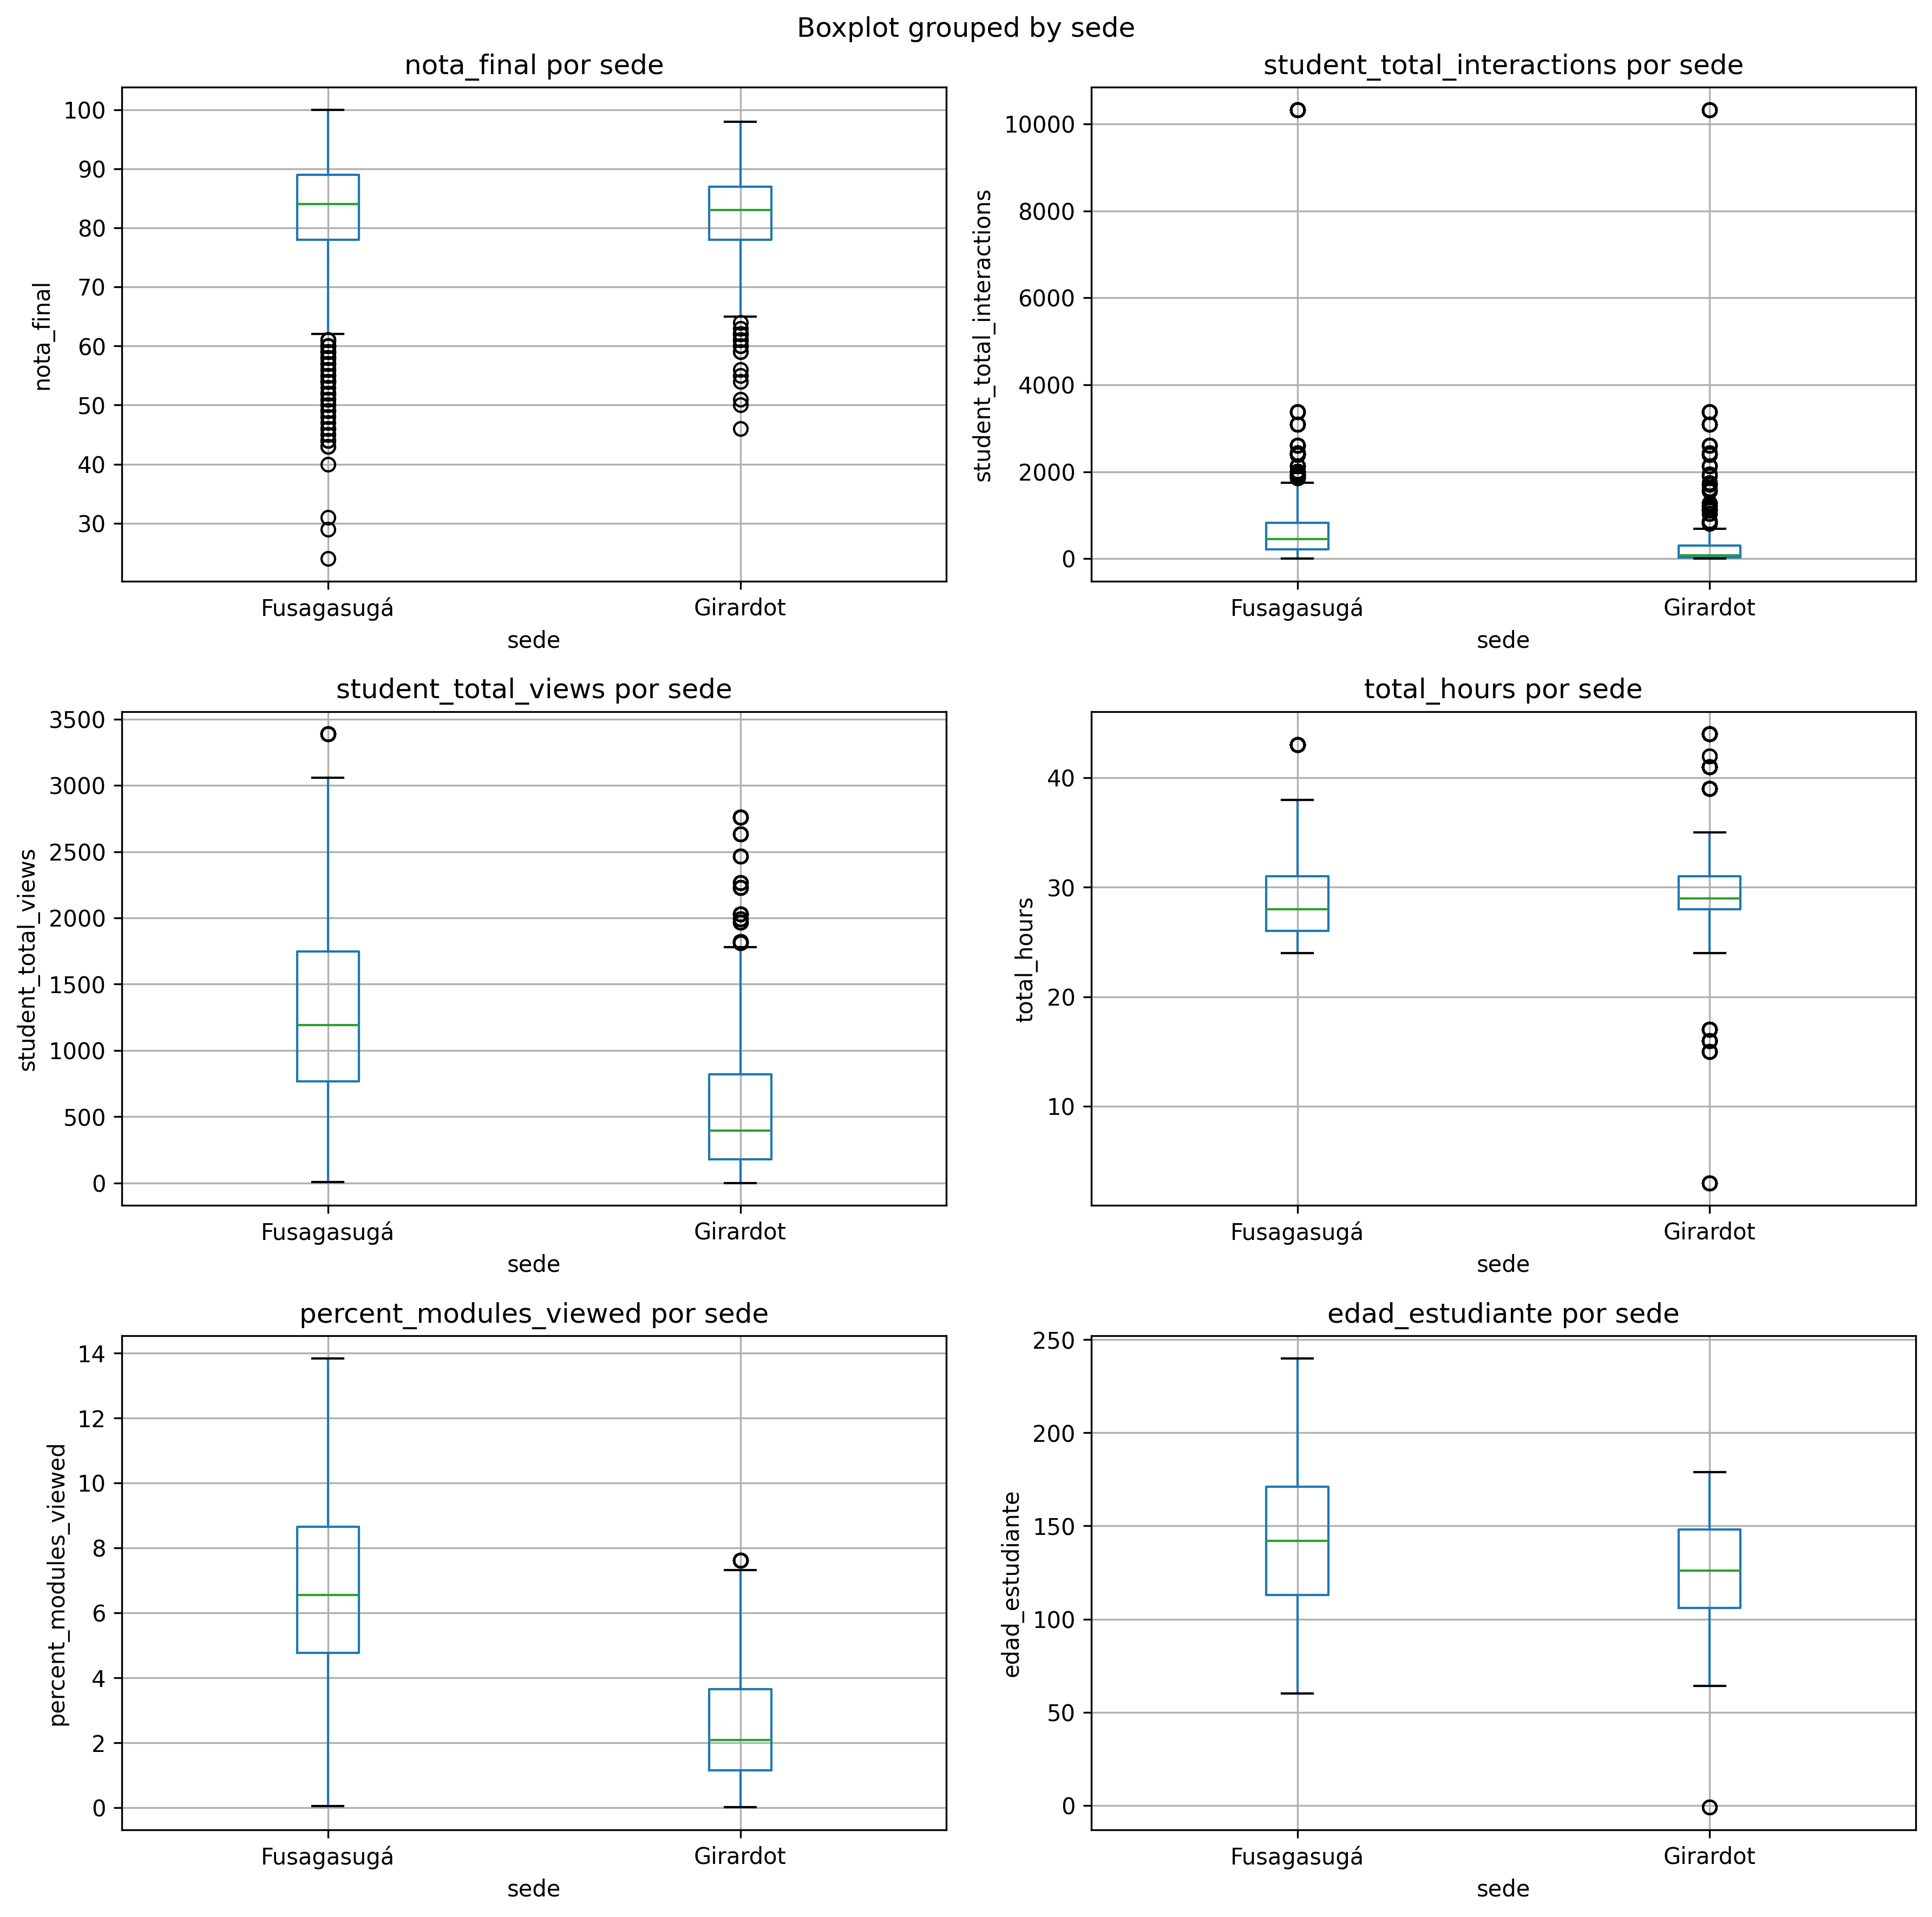 Boxplot grouped by sede
nota_final por sede
100
90
80
70
60
50
40
30
nota_final
Fusagasugá
Girardot
sede
student_total_interactions por sede
10000
8000
6000
4000
2000
0
student_total_interactions
Fusagasugá
Girardot
sede
student_total_views por sede
3500
3000
2500
2000
1500
1000
500
0
student_total_views
Fusagasugá
Girardot
sede
total_hours por sede
40
30
20
10
total_hours
Fusagasugá
Girardot
sede
percent_modules_viewed por sede
14
12
10
8
6
4
2
0
percent_modules_viewed
Fusagasugá
Girardot
sede
edad_estudiante por sede
250
200
150
100
50
0
edad_estudiante
Fusagasugá
Girardot
sede